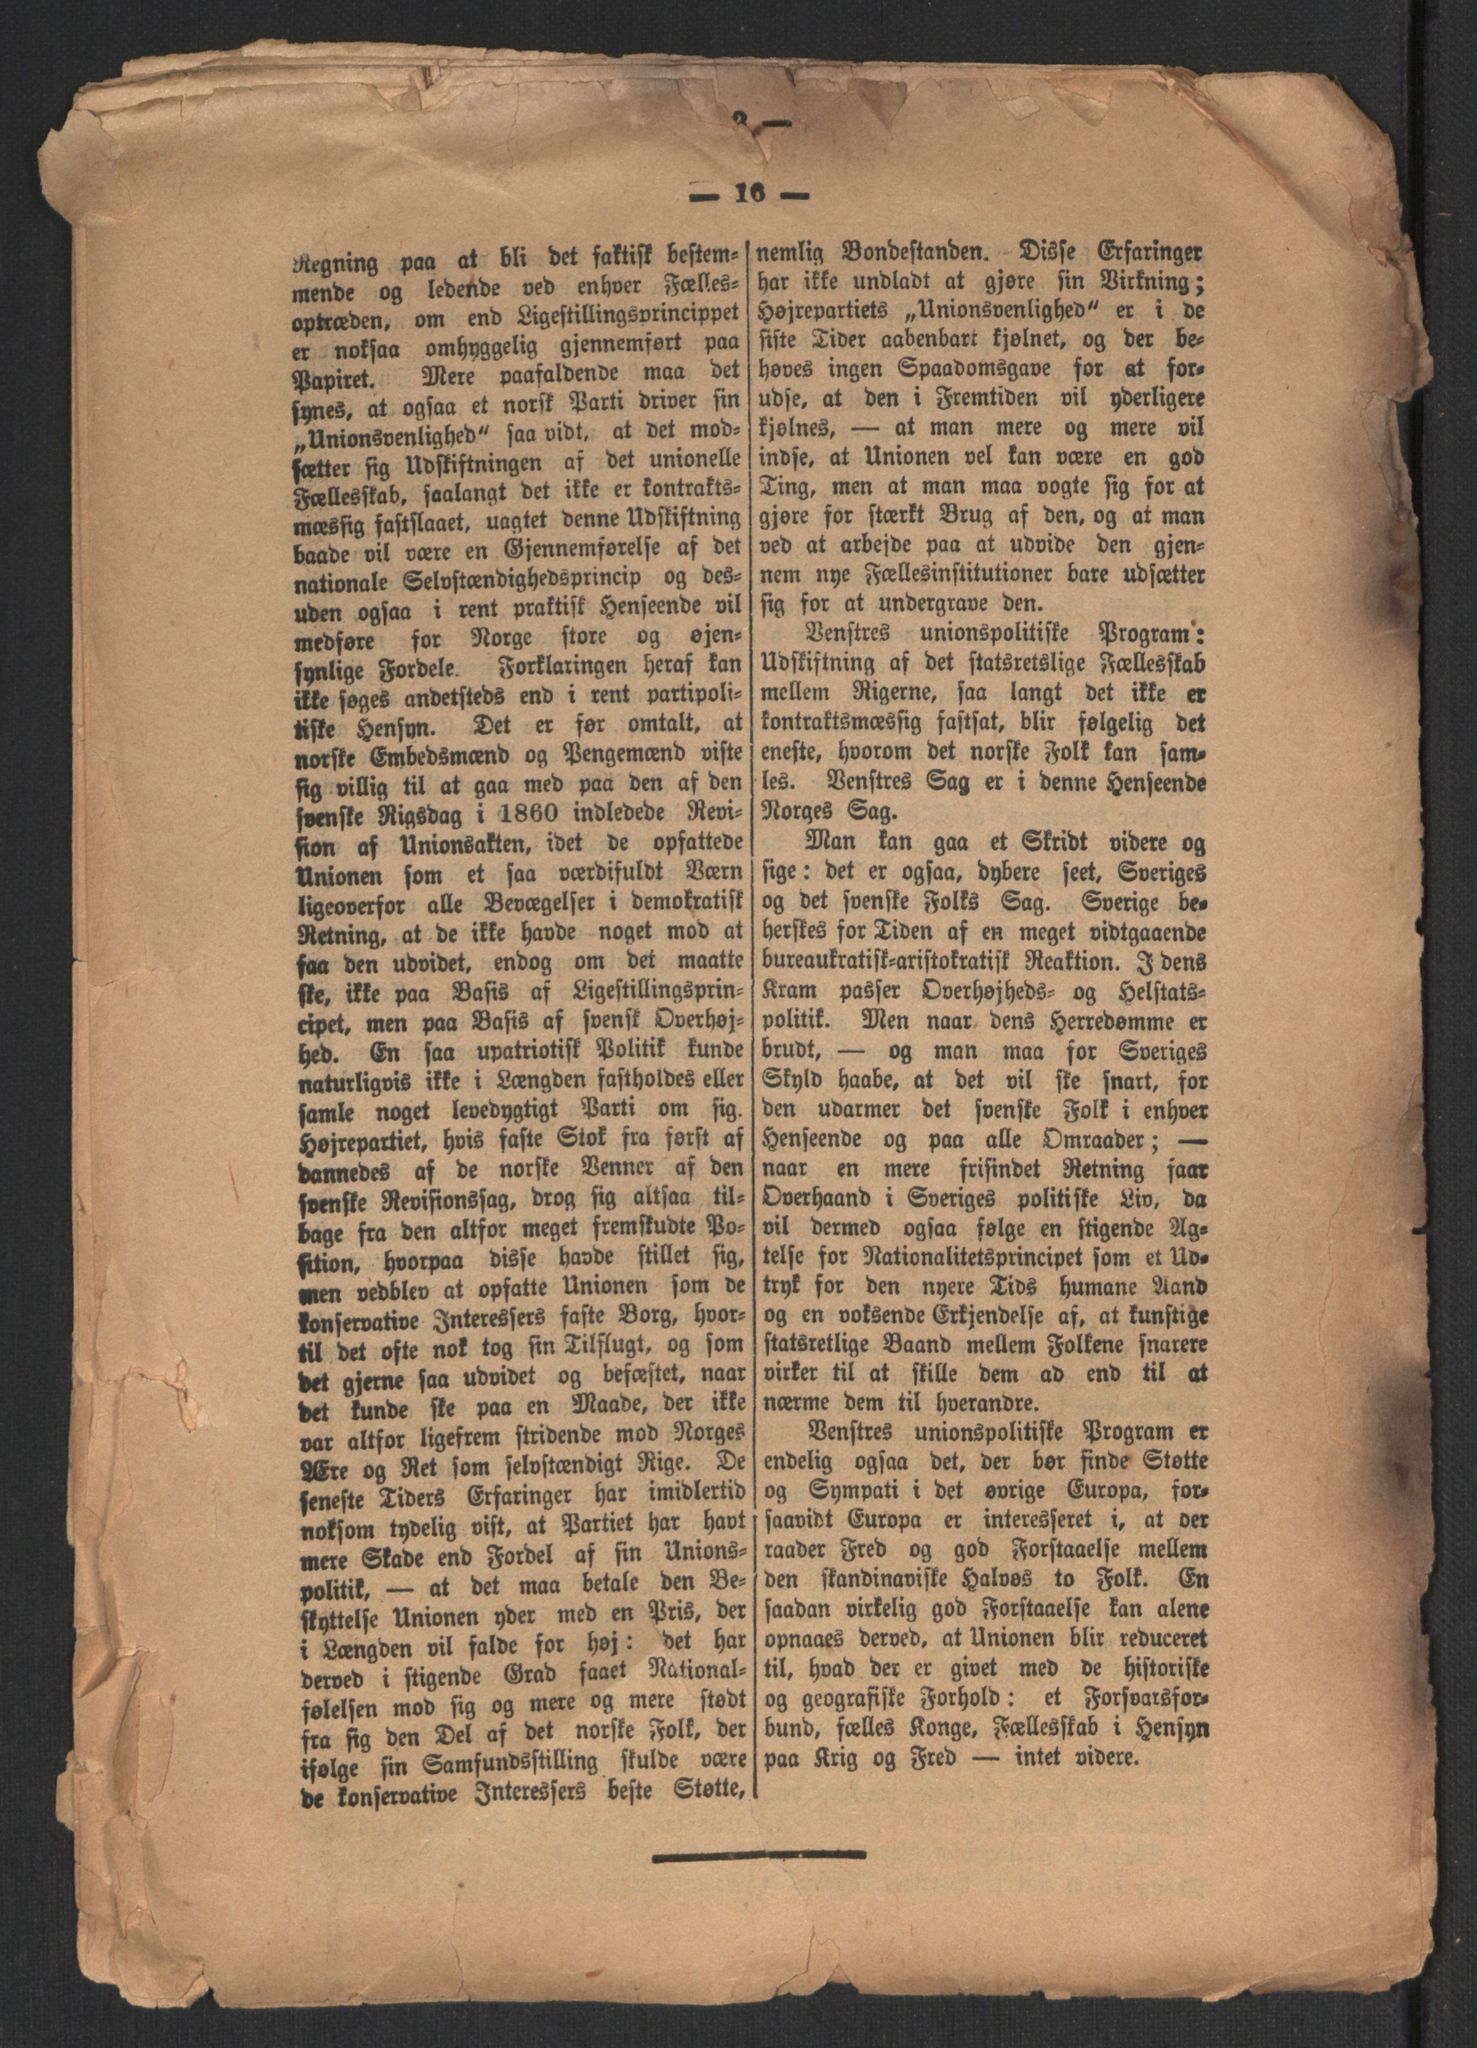 2 —
— 16 —
Regning paa at bli det faktisk bestem-
mende og ledende ved enhver Fælles-
optræden, om end Ligestillingsprincippet
er noksaa omhyggelig gjennemført paa
Papiret. Mere paafaldende maa det
synes, at ogsaa et norsk Parti driver sin
„Unionsvenlighed“ saa vidt, at det mod-
sætter sig Udskiftningen af det unionelle
Fællesskab, saalangt det ikke er kontrakts-
mæssig fastslaaet, uagtet denne Udskiftning
baade vil være en Gjennemførelse af det
nationale Selvstændighedsprincip og des-
uden ogsaa i rent praktisk Henseende vil
medføre for Norge store og øjen-
synlige Fordele. Forklaringen heraf kan
ikke søges andetsteds end i rent partipoli-
tiske Hensyn. Det er før omtalt, at
norske Embedsmænd og Pengemænd viste
sig villig til at gaa med paa den af den
svenske Rigsdag i 1860 indledede Revi-
sion af Unionsakten, idet de opfattede
Unionen som et saa værdifuldt Værn
ligeoverfor alle Bevægelser i demokratisk
Retning, at de ikke havde noget mod at
faa den udvidet, endog om det maatte
ske, ikke paa Basis af Ligestillingsprin-
cipet, men paa Basis af svensk Overhøj-
hed. En saa upatriotisk Politik kunde
naturligvis ikke i Længden fastholdes eller
samle noget levedygtigt Parti om sig.
Højrepartiet, hvis faste Stok fra først af
dannedes af de norske Venner af den
svenske Revisionssag, drog sig altsaa til-
bage fra den altfor meget fremskudte Po-
sition, hvorpaa disse havde stillet sig,
men vedblev at opfatte Unionen som de
konservative Interessers faste Borg, hvor-
til det ofte nok tog sin Tilflugt, og som
det gjerne saa udvidet og befæstet, naar
det kunde ske paa en Maade, der ikke
var altfor ligefrem stridende mod Norges
Ære og Ret som selvstændigt Rige. De
seneste Tiders Erfaringer har imidlertid
noksom tydelig vist, at Partiet har havt
mere Skade end Fordel af sin Unions-
politik, — at det maa betale den Be-
skyttelse Unionen yder med en Pris, der
i Længden vil falde for høj: det har
derved i stigende Grad faaet National-
følelsen mod sig og mere og mere stødt
fra sig den Del af det norske Folk, der
ifølge sin Samfundsstilling skulde være
de konservative Interessers beste Støtte,
nemlig Bondestanden. Disse Erfaringer
har ikke undladt at gjøre sin Virkning;
Højrepartiets „Unionsvenlighed“ er i de
siste Tider aabenbart kjølnet, og der be-
høves ingen Spaadomsgave for at for-
udse, at den i Fremtiden vil yderligere
kjølnes, — at man mere og mere vil
indse, at Unionen vel kan være en god
Ting, men at man maa vogte sig for at
gjøre for stærkt Brug af den, og at man
ved at arbejde paa at udvide den gjen-
nem nye Fællesinstitutioner bare udsætter
sig for at undergrave den.
Venstres unionspolitiske Program:
Udskiftning af det statsretslige Fællesskab
mellem Rigerne, saa langt det ikke er
kontraktsmæssig fastsat, blir følgelig det
eneste, hvorom det norske Folk kan sam-
les. Venstres Sag er i denne Henseende
Norges Sag.
Man kan gaa et Skridt videre og
sige: det er ogsaa, dybere seet, Sveriges
og det svenske Folks Sag. Sverige be-
herskes for Tiden af en meget vidtgaaende
bureaukratisk-aristokratisk Reaktion. I dens
Kram passer Overhøjheds- og Helstats-
politik. Men naar dens Herredømme er
brudt, — og man maa for Sveriges
Skyld haabe, at det vil ske snart, for
den udarmer det svenske Folk i enhver
Henseende og paa alle Omraader; —
naar en mere frisindet Retning faar
Overhaand i Sveriges politiske Liv, da
vil dermed ogsaa følge en stigende Ag-
telse for Nationalitetsprincipet som et Ud-
tryk for den nyere Tids humane Aand
og en voksende Erkjendelse af, at kunstige
statsretlige Baand mellem Folkene snarere
virker til at skille dem ad end til at
nærme dem til hverandre.
Venstres unionspolitiske Program er
endelig ogsaa det, der bør finde Støtte
og Sympati i det øvrige Europa, for-
saavidt Europa er interesseret i, at der
raader Fred og god Forstaaelse mellem
den skandinaviske Halvøs to Folk. En
saadan virkelig god Forstaaelse kan alene
opnaaes derved, at Unionen blir reduceret
til, hvad der er givet med de historiske
og geografiske Forhold: et Forsvarsfor-
bund, fælles Konge, Fællesskab i Hensyn
paa Krig og Fred — intet videre.